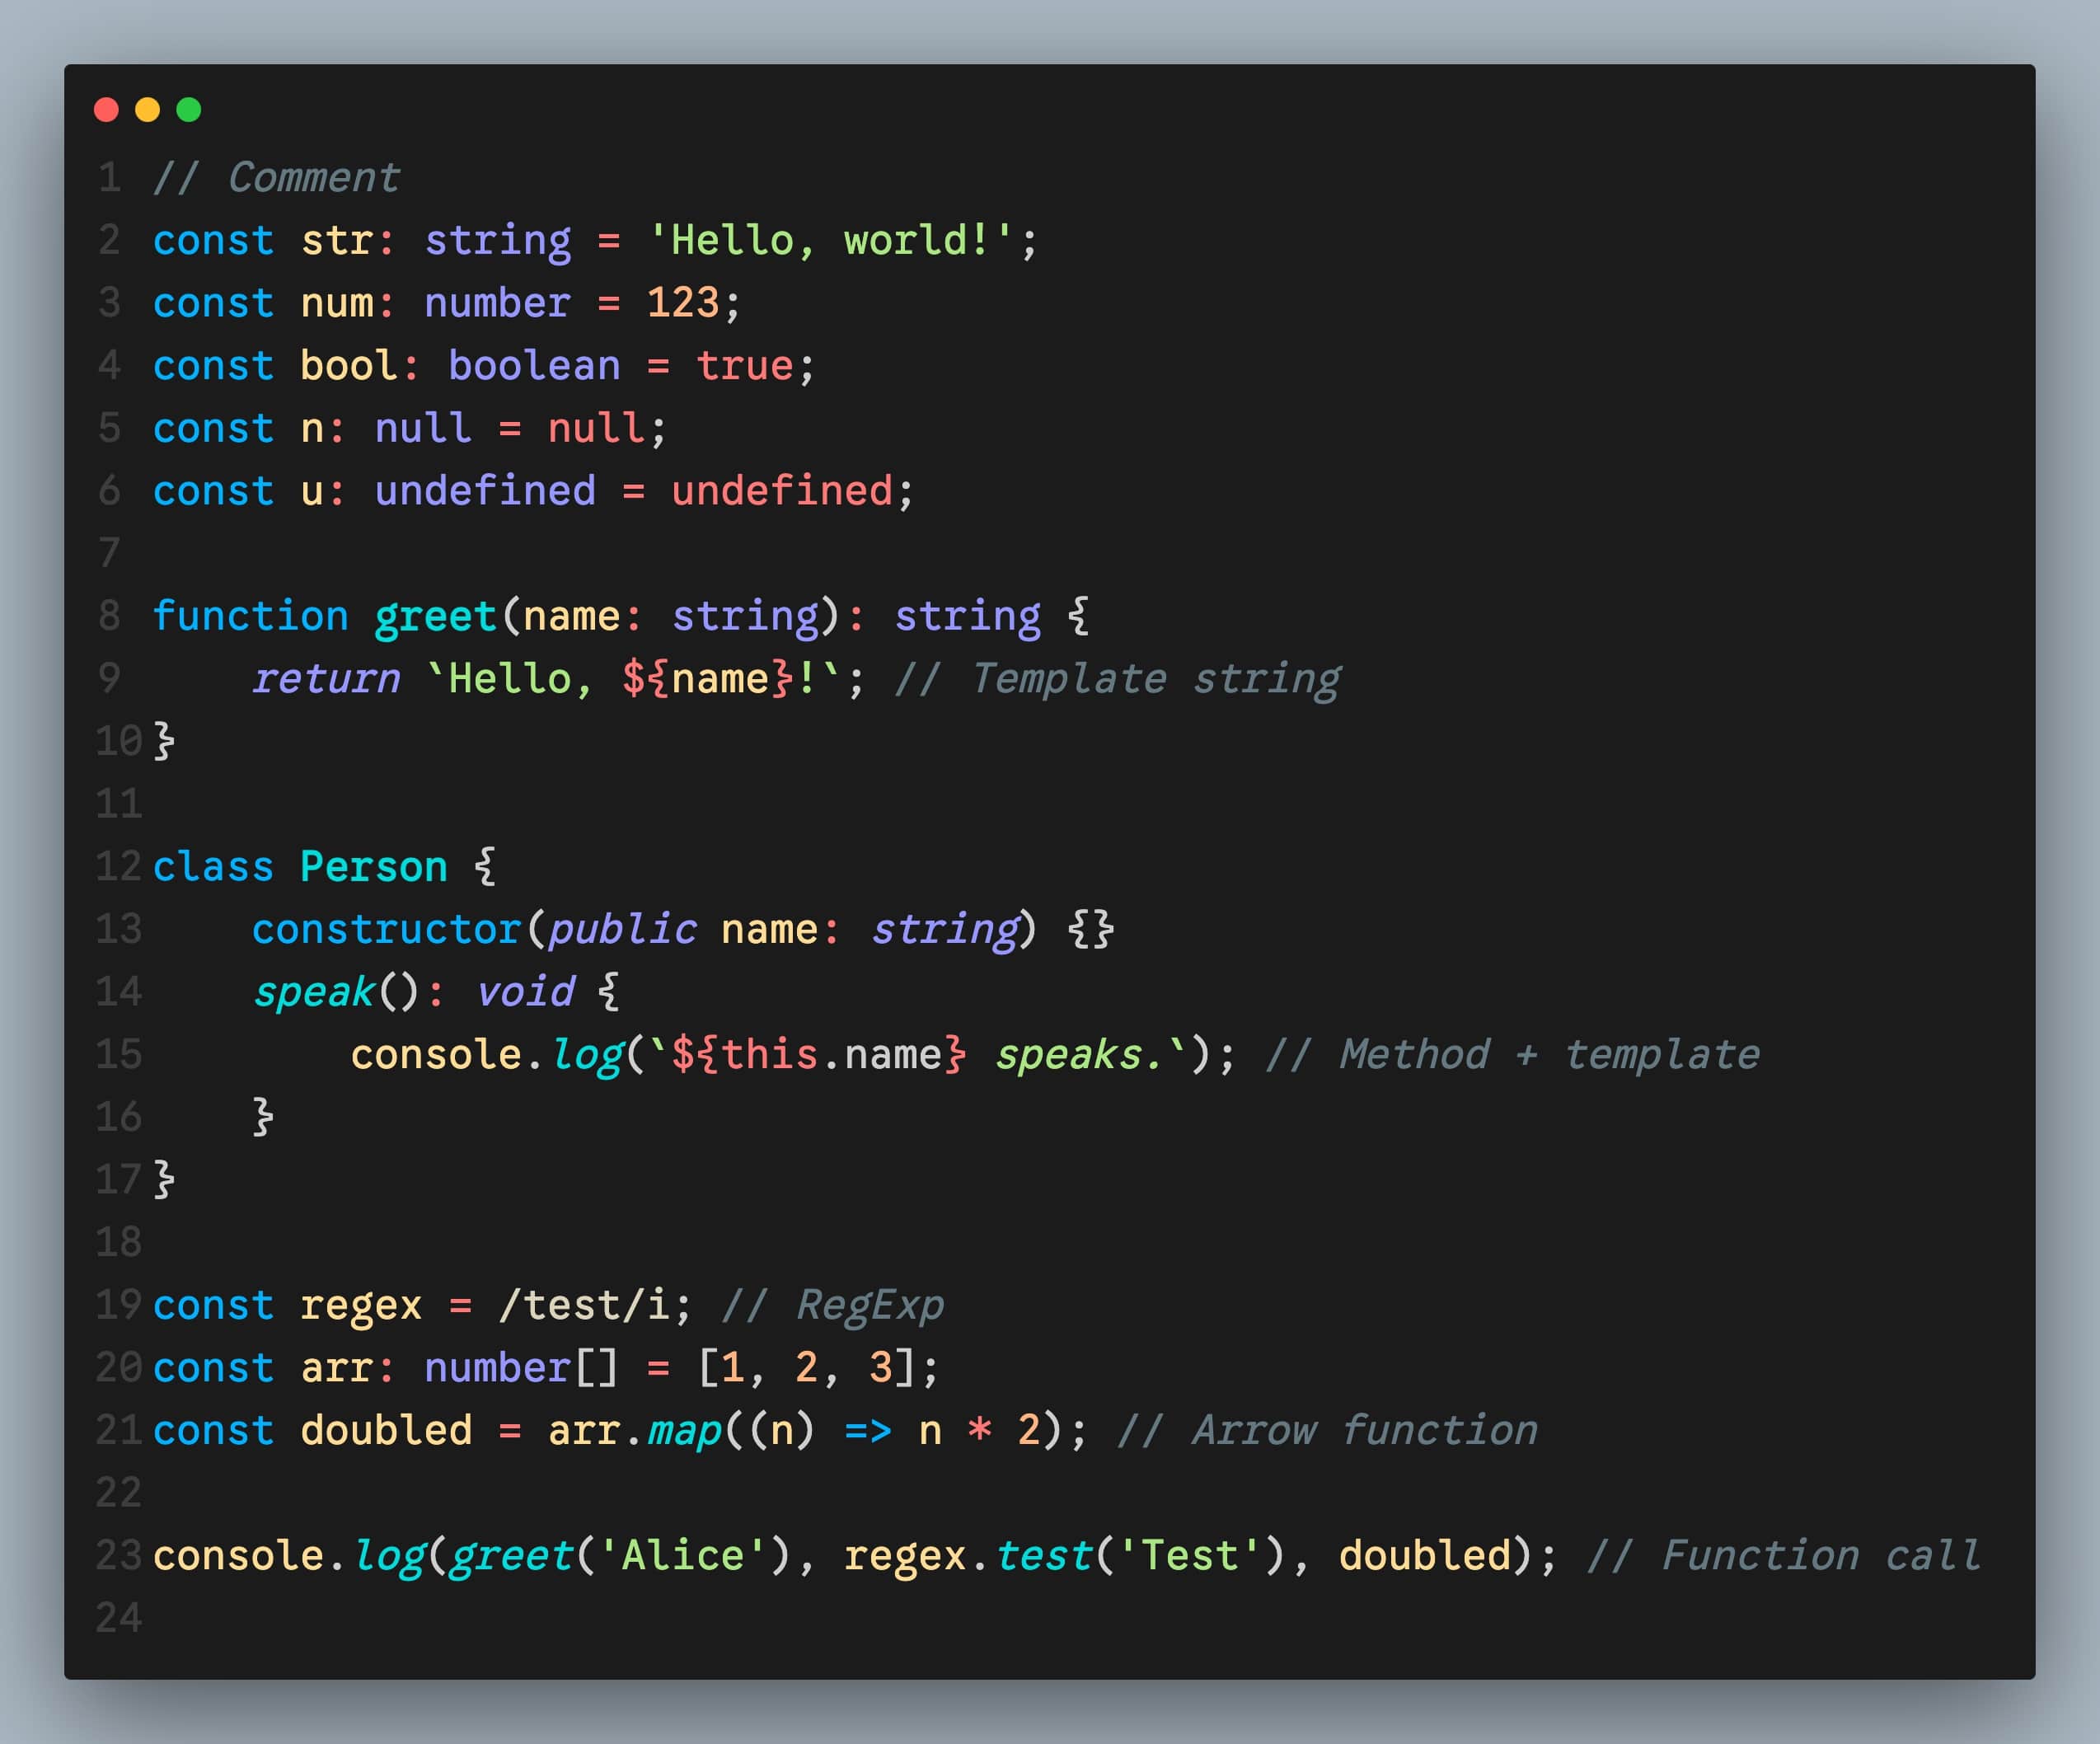 1 // Comment
2 const str: string = 'Hello, world!';
3 const num: number = 123;
4 const bool: boolean = true;
5 const n: null = null;
6 const u: undefined = undefined;
7
8 function greet(name: string): string {
9     return `Hello, ${name}!`; // Template string
10 }
11
12 class Person {
13     constructor(public name: string) {}
14     speak(): void {
15         console.log(`${this.name} speaks.`); // Method + template
16     }
17 }
18
19 const regex = /test/i; // RegExp
20 const arr: number[] = [1, 2, 3];
21 const doubled = arr.map((n) => n * 2); // Arrow function
22
23 console.log(greet('Alice'), regex.test('Test'), doubled); // Function call
24